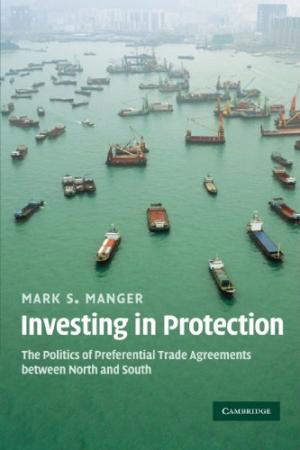 MARK S. MANGER
Investing in Protection
The Politics of Preferential Trade Agreements
between North and South
CAMBRIDGE